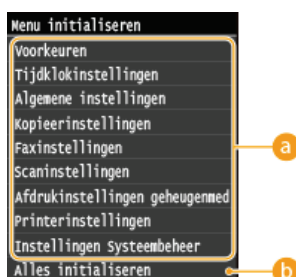 Menu initialiseren
Voorkeuren
Tijdklokinstellingen
Algemene instellingen
Kopieerinstellingen
Faxinstellingen
Scaninstellingen
Afdrukinstellingen geheugenmed
Printerinstellingen
Instellingen Systeembeheer
Alles initialiseren
a
b